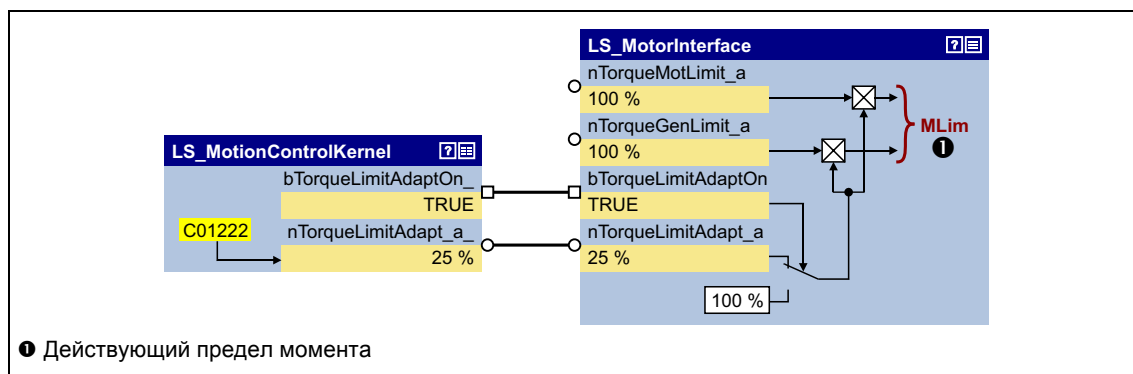 LS_MotorInterface
nTorqueMotLimit_a
100 %
nTorqueGenLimit_a
100 %
MLim
❶
LS_MotionControlKernel
bTorqueLimitAdaptOn_
TRUE
bTorqueLimitAdaptOn
TRUE
C01222
nTorqueLimitAdapt_a_
25 %
nTorqueLimitAdapt_a
25 %
100 %
❶ Действующий предел момента